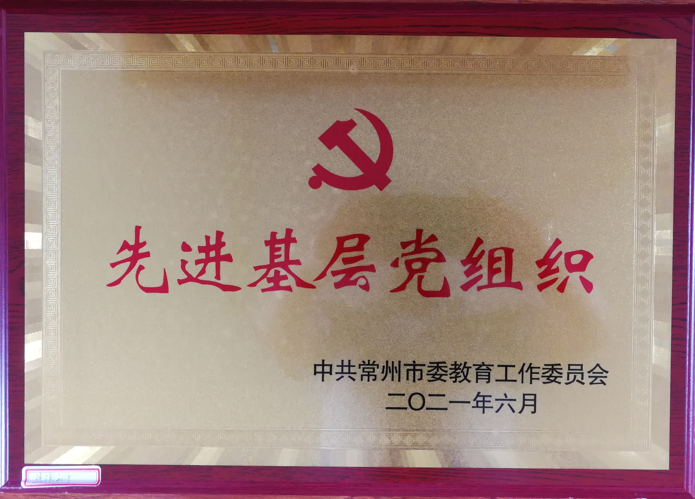 先进基层党组织
中共常州市委教育工作委员会
二〇二一年六月